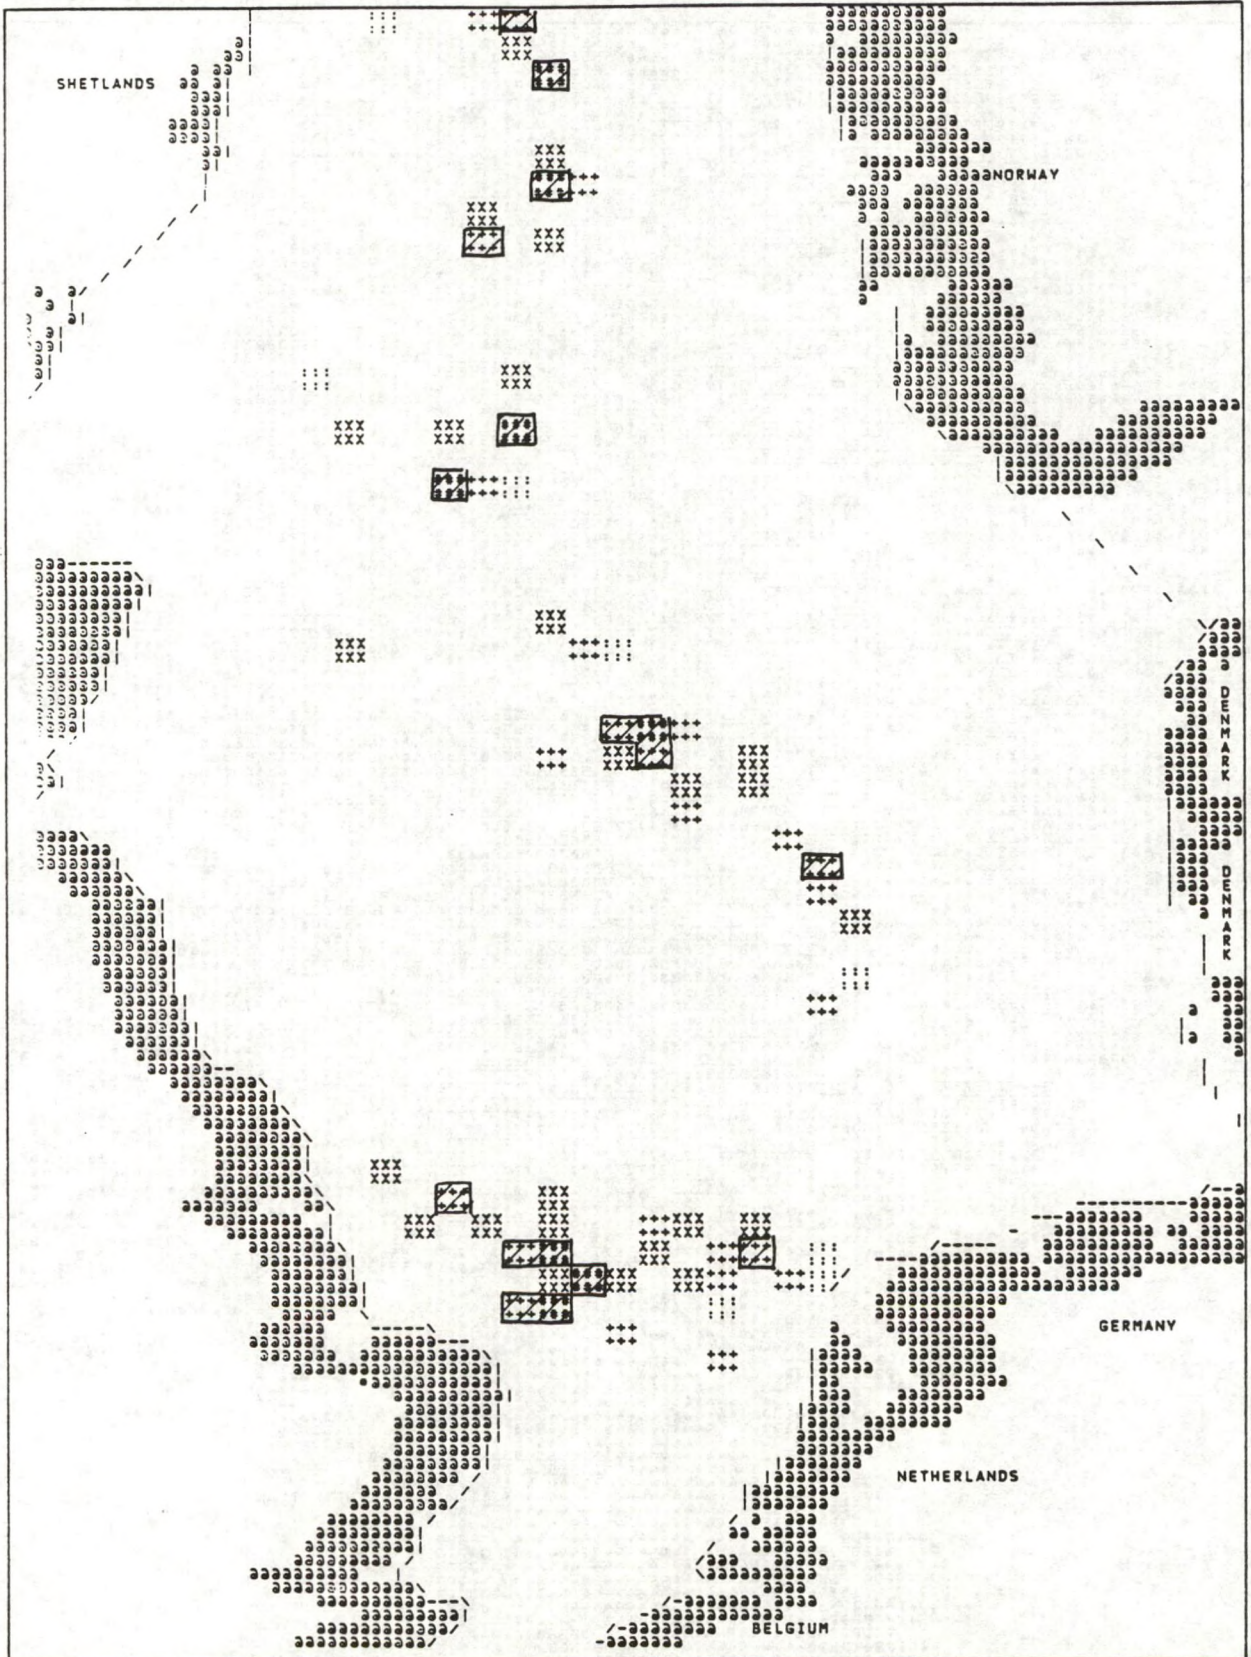 SHETLANDS
NORWAY
DENMARK
DENMARK
GERMANY
NETHERLANDS
BELGIUM